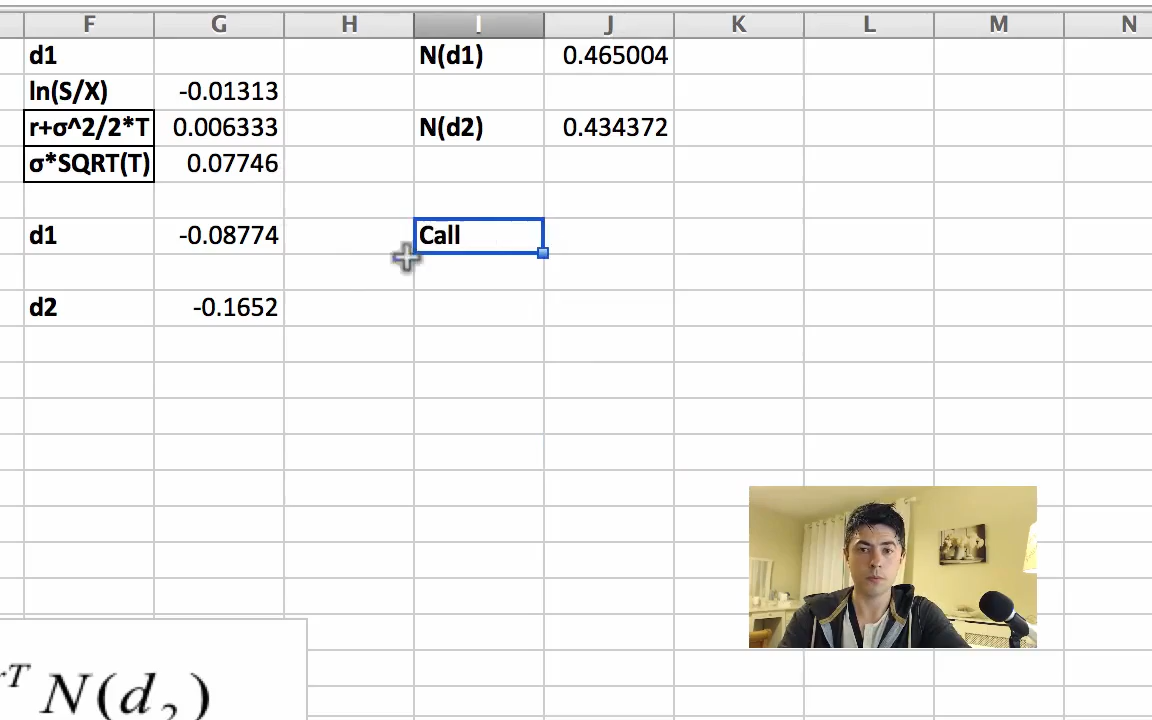 F G H I J K L M N
d1 N(d1) 0.465004
ln(S/X) -0.01313
r+σ^2/2*T 0.006333 N(d2) 0.434372
σ*SQRT(T) 0.07746
d1 -0.08774 Call
d2 -0.1652
rT N(d2)